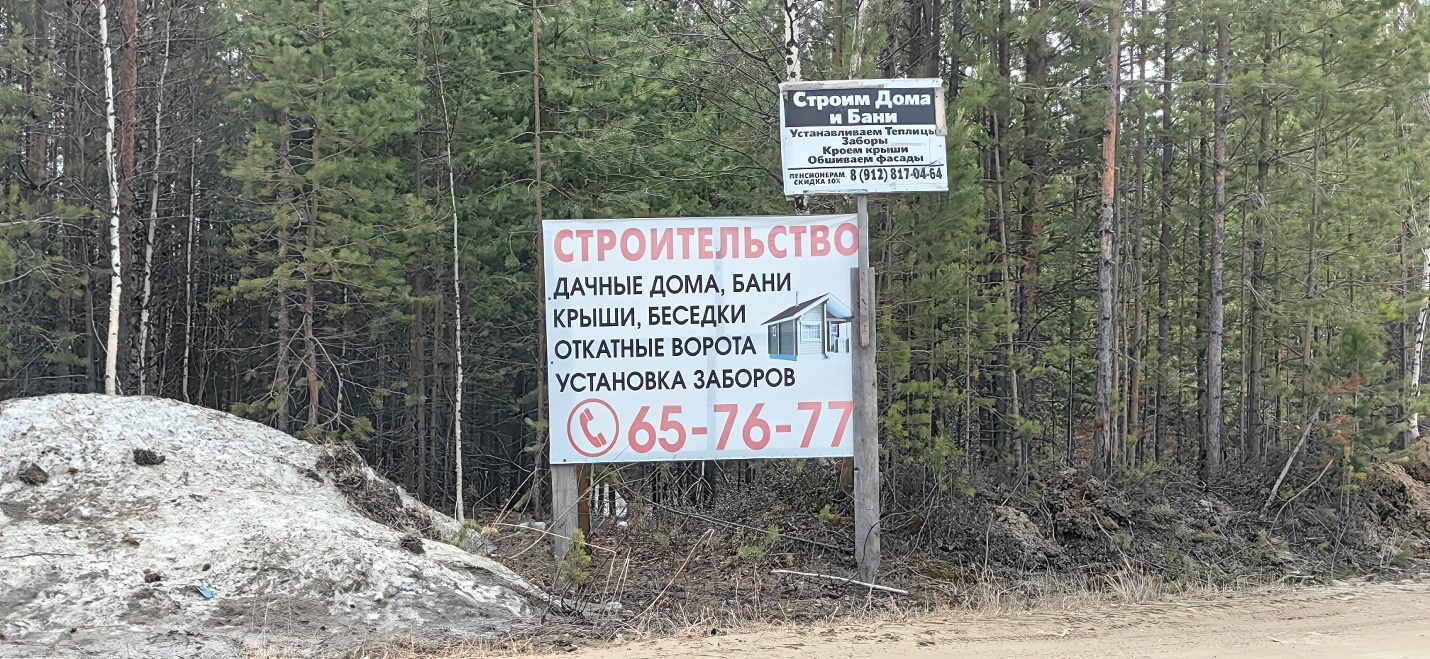 Строим Дома
и Бани
Устанавливаем Теплицы
Заборы
Кроем крыши
Обшиваем фасады
ПЕНСИОНЕРАМ
СКИДКА 10%
8 (912) 817-04-64
СТРОИТЕЛЬСТВО
ДАЧНЫЕ ДОМА, БАНИ
КРЫШИ, БЕСЕДКИ
ОТКАТНЫЕ ВОРОТА
УСТАНОВКА ЗАБОРОВ
65-76-77